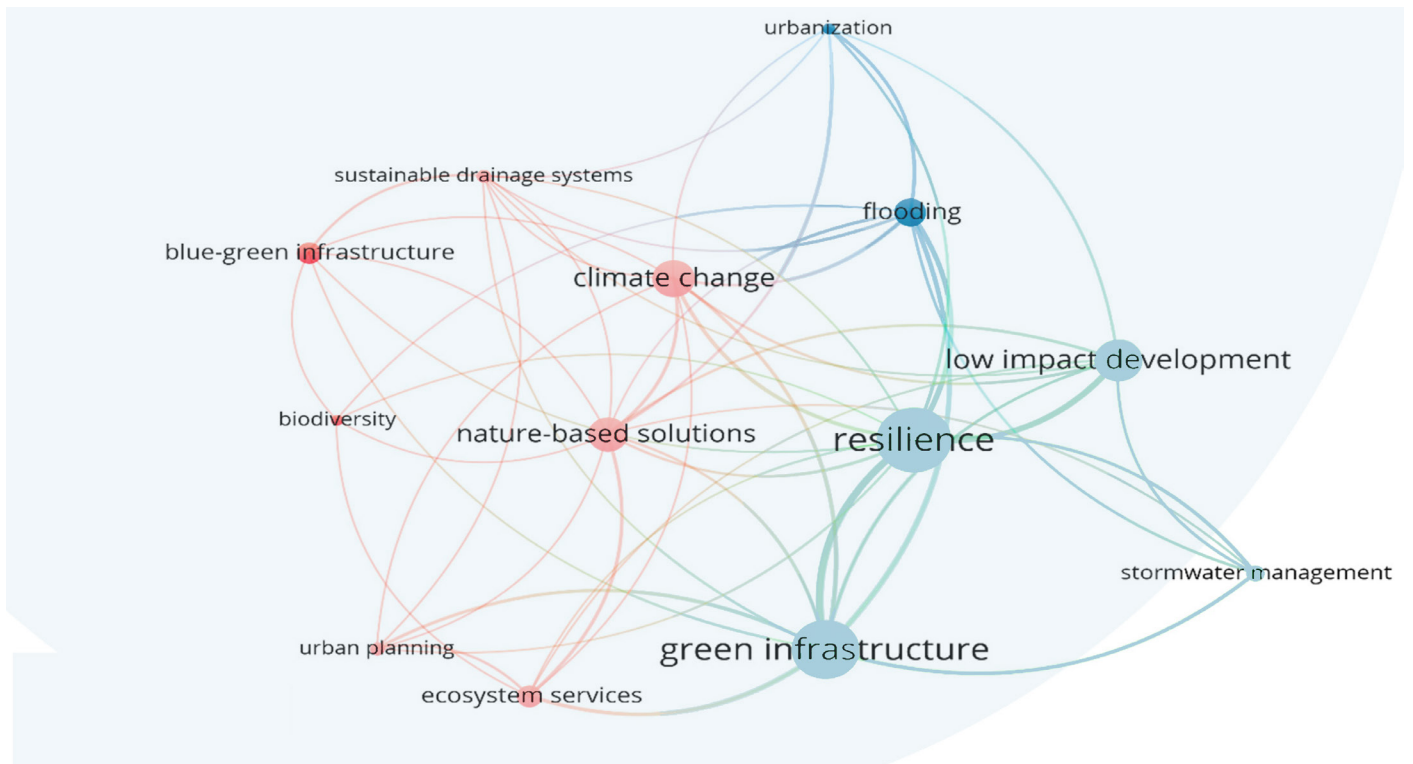 urbanization
sustainable drainage systems
flooding
blue-green infrastructure
climate change
low impact development
biodiversity
nature-based solutions
resilience
stormwater management
urban planning
green infrastructure
ecosystem services